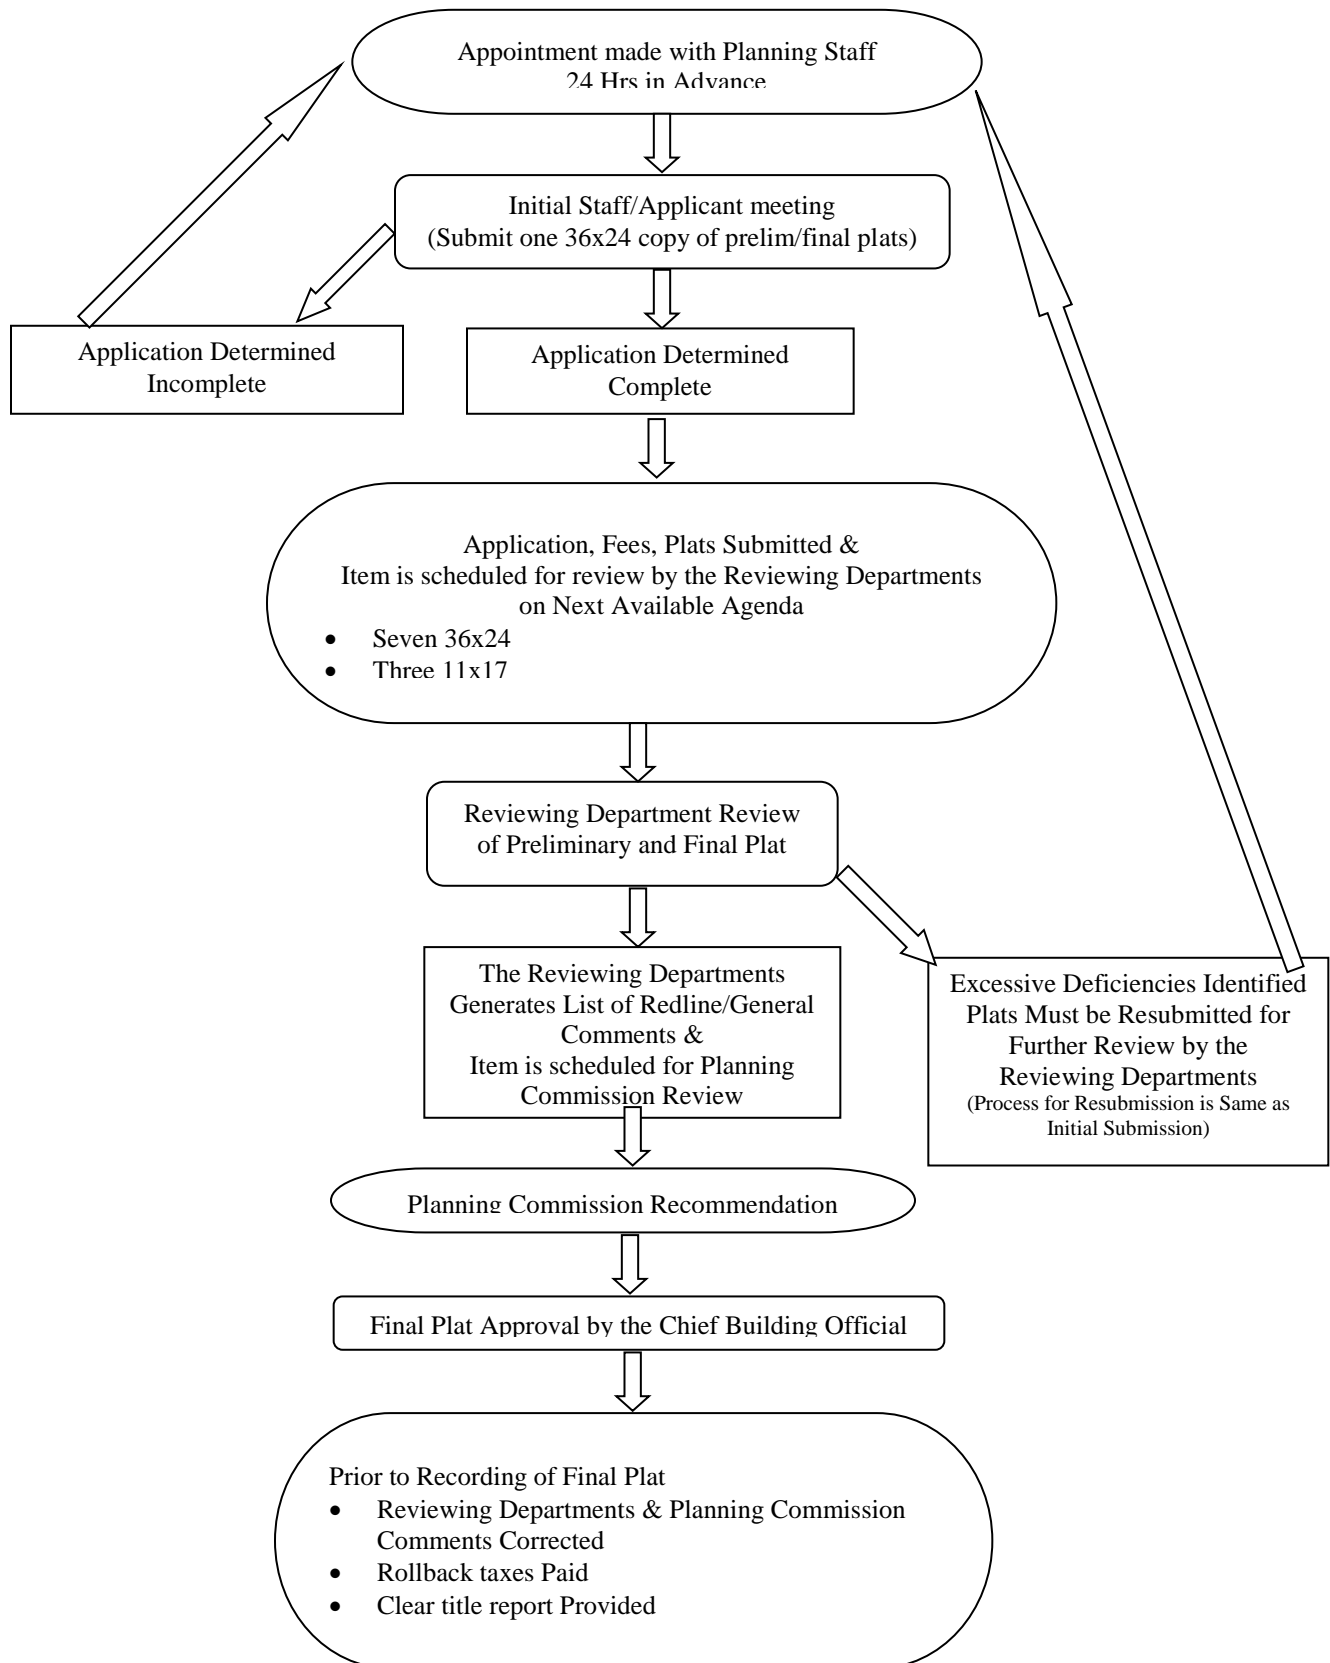 Appointment made with Planning Staff
24 Hrs in Advance
Initial Staff/Applicant meeting
(Submit one 36x24 copy of prelim/final plats)
Application Determined
Incomplete
Application Determined
Complete
Application, Fees, Plats Submitted &
Item is scheduled for review by the Reviewing Departments
on Next Available Agenda
• Seven 36x24
• Three 11x17
Reviewing Department Review
of Preliminary and Final Plat
The Reviewing Departments
Generates List of Redline/General
Comments &
Item is scheduled for Planning
Commission Review
Excessive Deficiencies Identified
Plats Must be Resubmitted for
Further Review by the
Reviewing Departments
(Process for Resubmission is Same as
Initial Submission)
Planning Commission Recommendation
Final Plat Approval by the Chief Building Official
Prior to Recording of Final Plat
• Reviewing Departments & Planning Commission
Comments Corrected
• Rollback taxes Paid
• Clear title report Provided